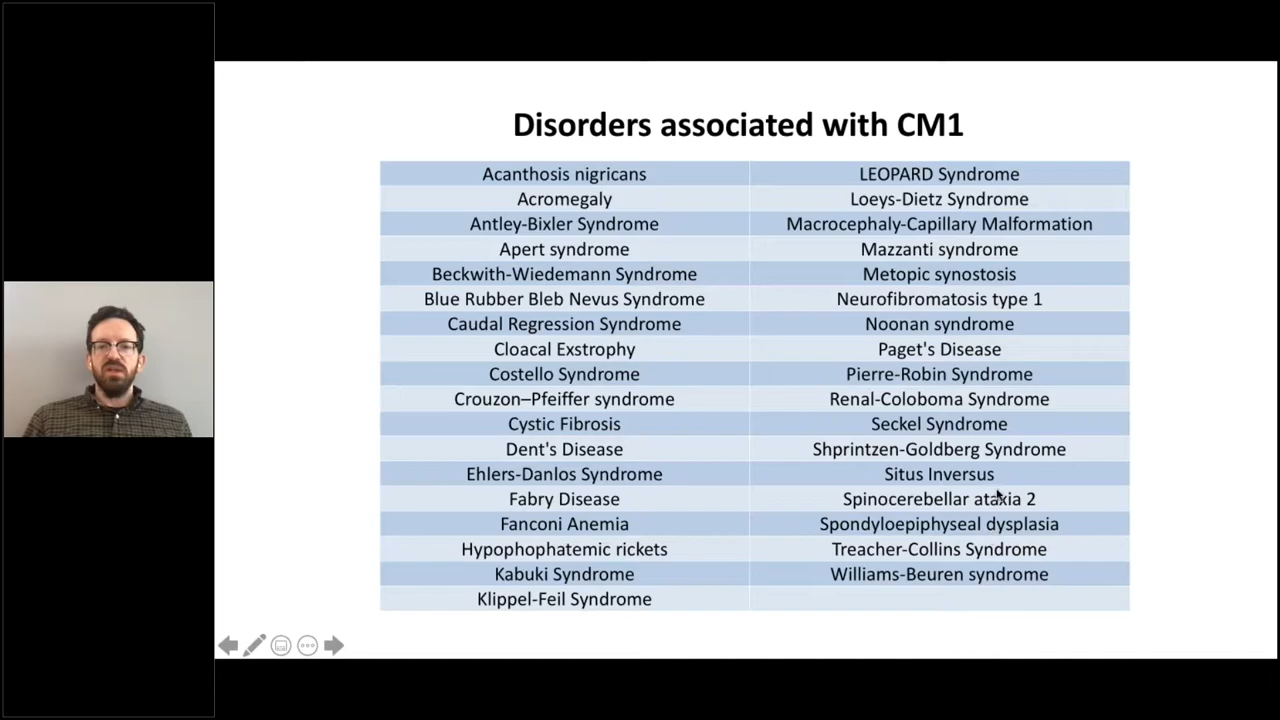 Disorders associated with CM1
Acanthosis nigricans LEOPARD Syndrome
Acromegaly Loeys-Dietz Syndrome
Antley-Bixler Syndrome Macrocephaly-Capillary Malformation
Apert syndrome Mazzanti syndrome
Beckwith-Wiedemann Syndrome Metopic synostosis
Blue Rubber Bleb Nevus Syndrome Neurofibromatosis type 1
Caudal Regression Syndrome Noonan syndrome
Cloacal Exstrophy Paget's Disease
Costello Syndrome Pierre-Robin Syndrome
Crouzon–Pfeiffer syndrome Renal-Coloboma Syndrome
Cystic Fibrosis Seckel Syndrome
Dent's Disease Shprintzen-Goldberg Syndrome
Ehlers-Danlos Syndrome Situs Inversus
Fabry Disease Spinocerebellar ataxia 2
Fanconi Anemia Spondyloepiphyseal dysplasia
Hypophophatemic rickets Treacher-Collins Syndrome
Kabuki Syndrome Williams-Beuren syndrome
Klippel-Feil Syndrome